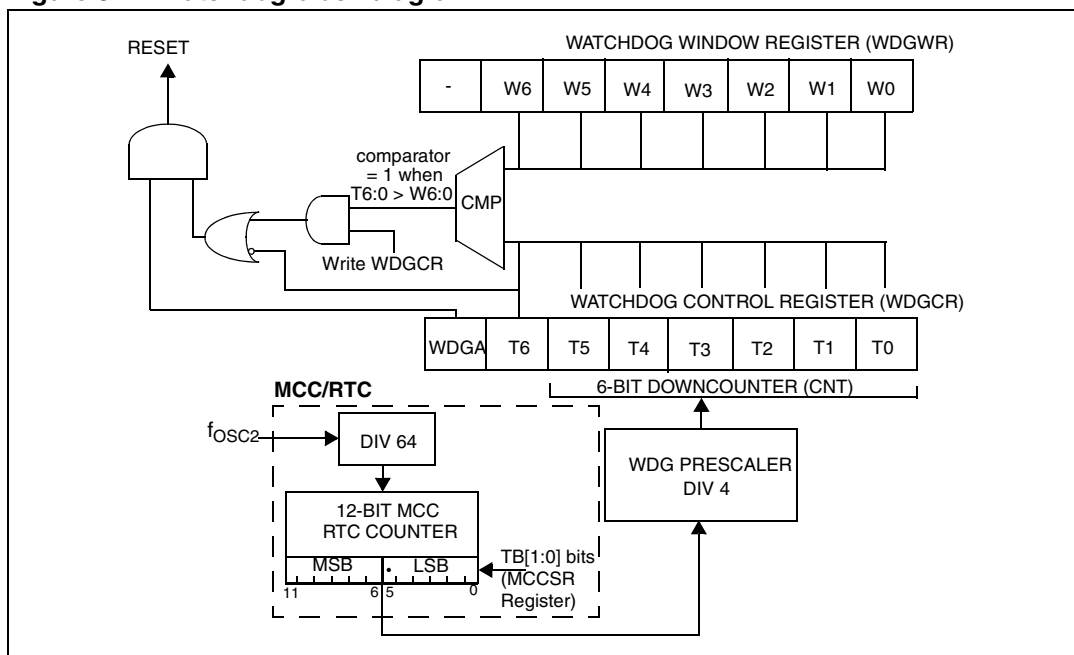 RESET
WATCHDOG WINDOW REGISTER (WDGWR)
- W6 W5 W4 W3 W2 W1 W0
comparator
= 1 when
T6:0 > W6:0
CMP
Write WDGCR
WATCHDOG CONTROL REGISTER (WDGCR)
WDGA T6 T5 T4 T3 T2 T1 T0
6-BIT DOWNCOUNTER (CNT)
MCC/RTC
fOSC2
DIV 64
WDG PRESCALER
DIV 4
12-BIT MCC
RTC COUNTER
MSB LSB
11 6 5 0
TB[1:0] bits
(MCCSR
Register)